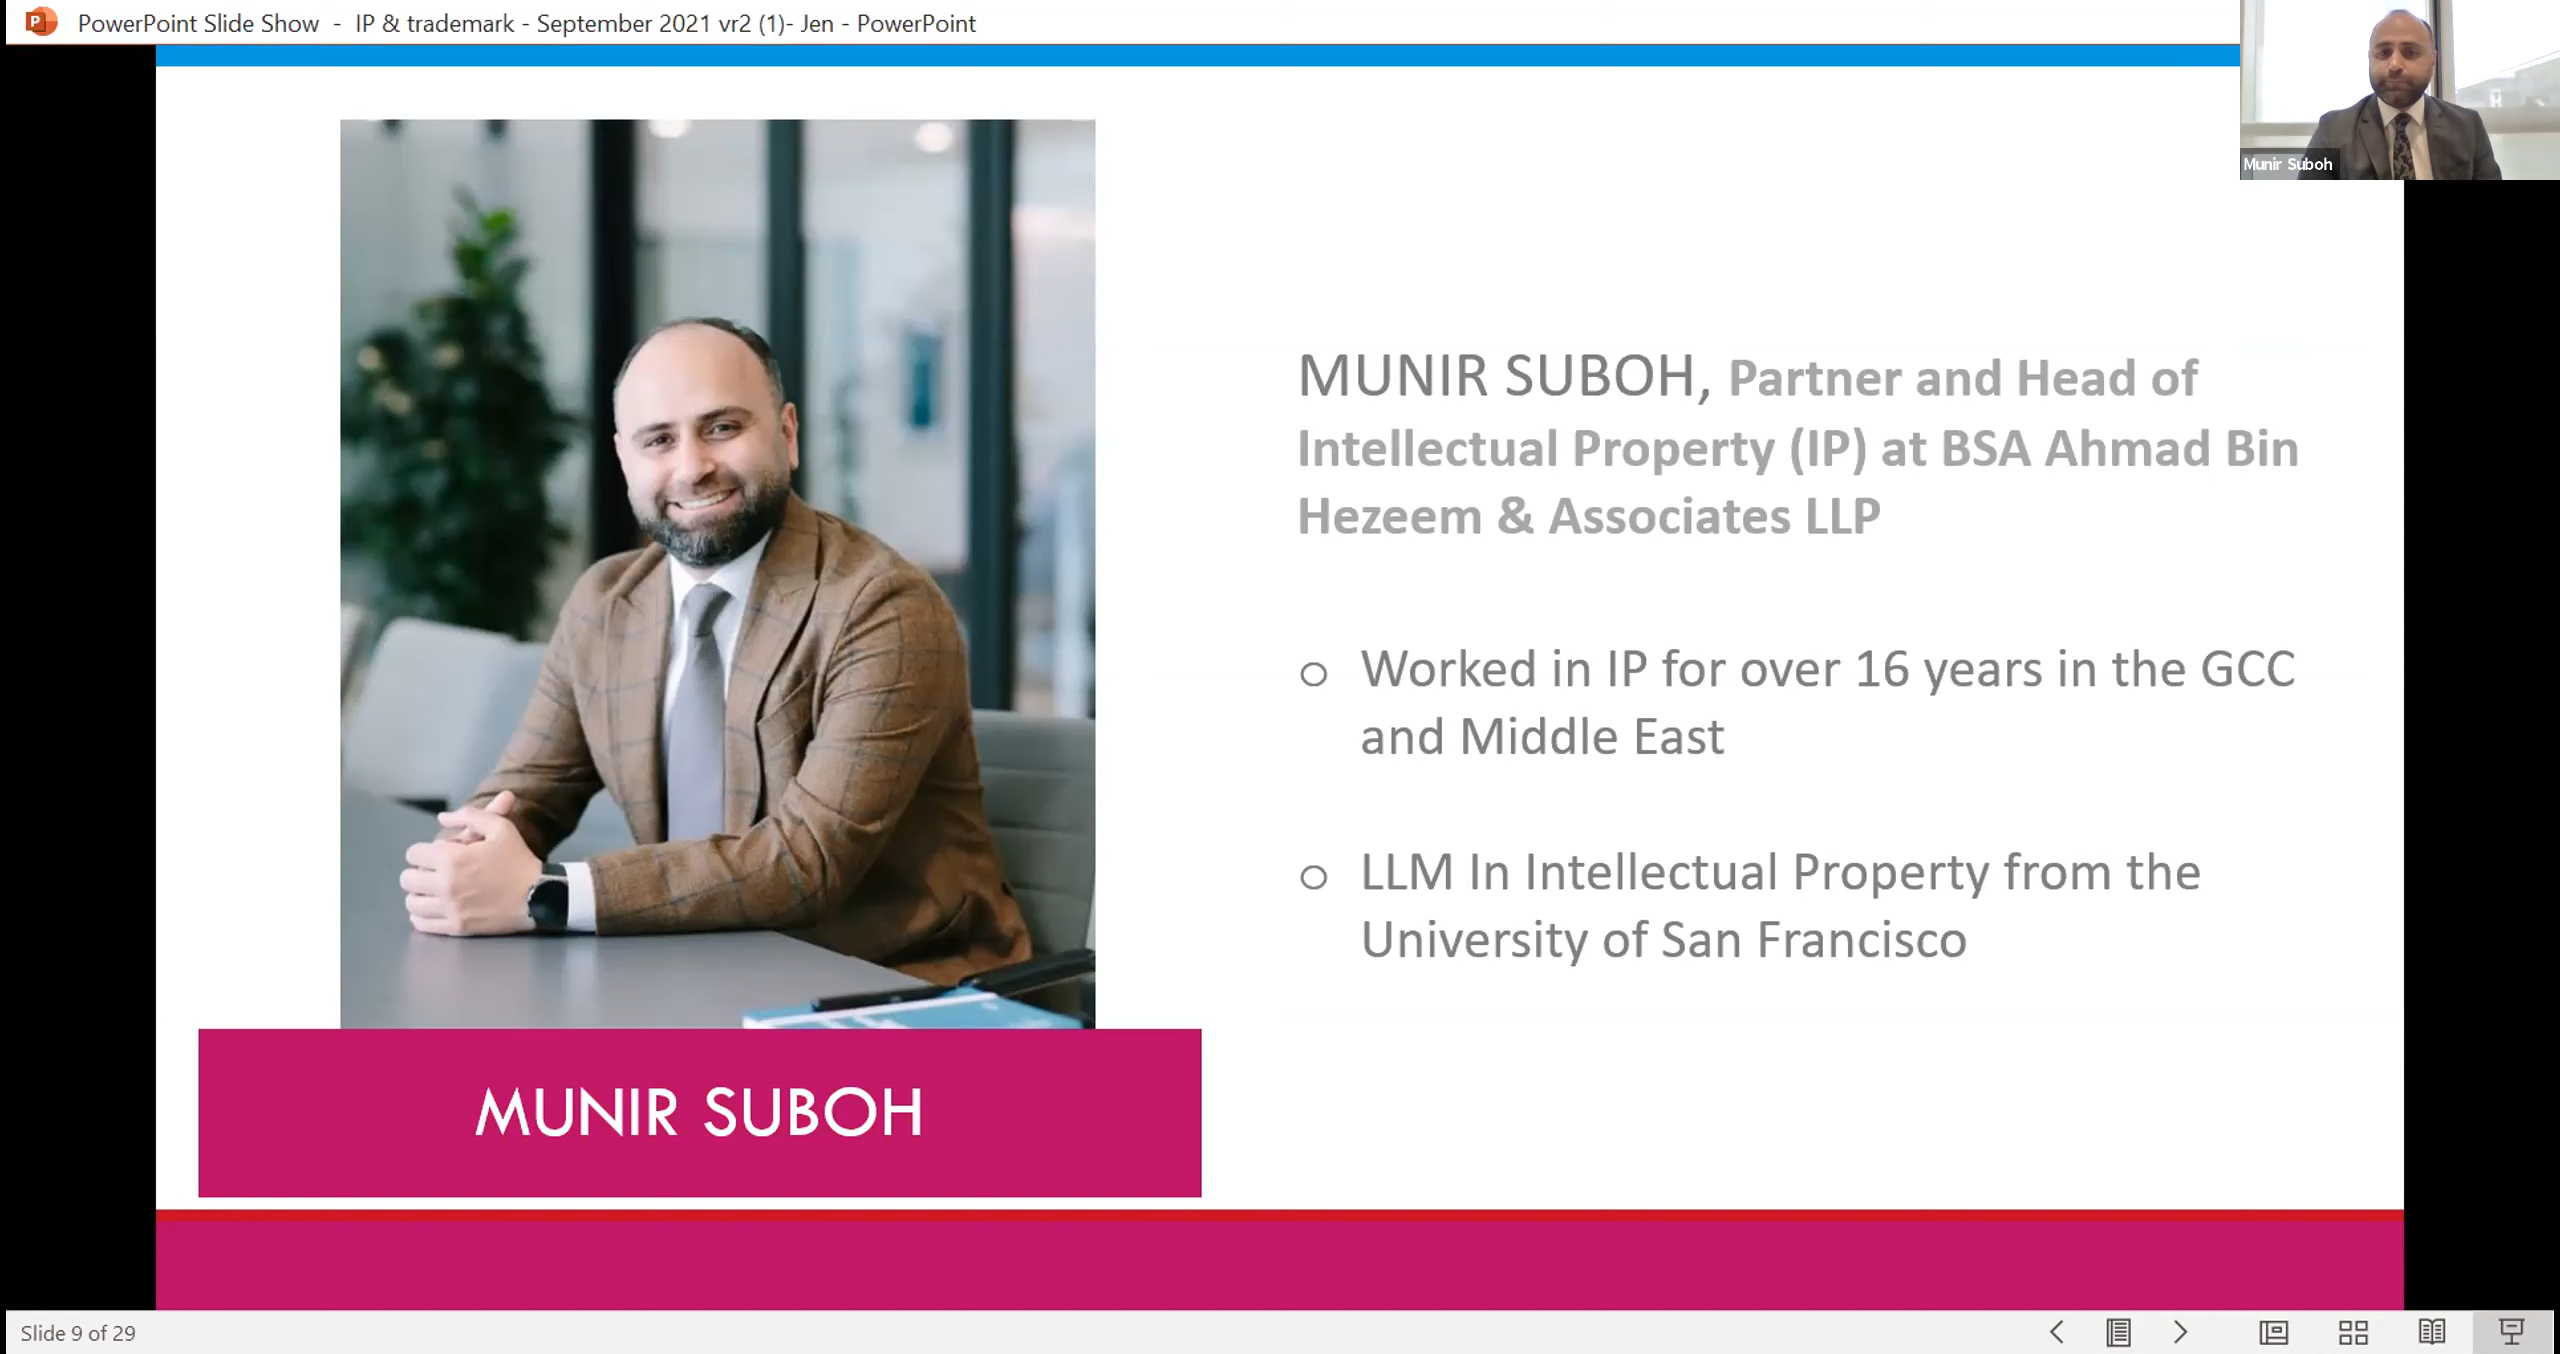 PowerPoint Slide Show - IP & trademark - September 2021 vr2 (1)- Jen - PowerPoint
Munir Suboh
MUNIR SUBOH, Partner and Head of
Intellectual Property (IP) at BSA Ahmad Bin
Hezeem & Associates LLP
o Worked in IP for over 16 years in the GCC
and Middle East
o LLM In Intellectual Property from the
University of San Francisco
MUNIR SUBOH
Slide 9 of 29